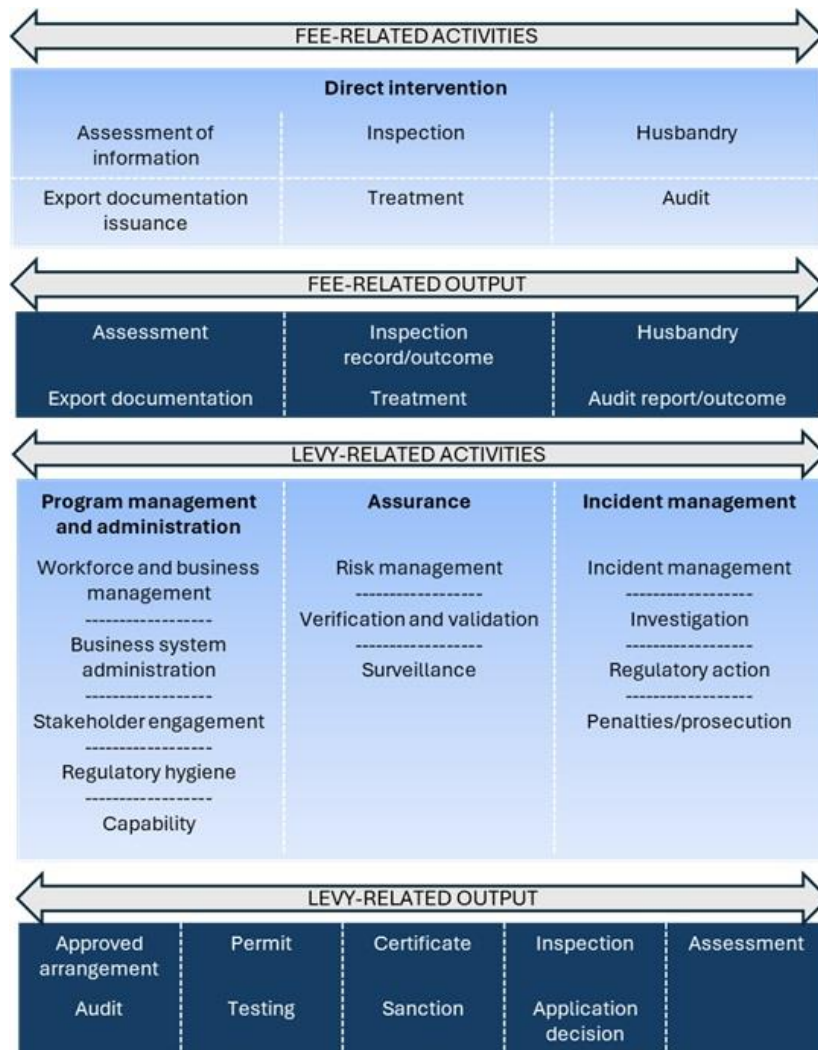 FEE-RELATED ACTIVITIES
Direct intervention
Assessment of
information
Inspection
Husbandry
Export documentation
issuance
Treatment
Audit
FEE-RELATED OUTPUT
Assessment
Inspection
record/outcome
Husbandry
Export documentation
Treatment
Audit report/outcome
LEVY-RELATED ACTIVITIES
Program management
and administration
Workforce and business
management
-----------------
Business system
administration
-----------------
Stakeholder engagement
-----------------
Regulatory hygiene
-----------------
Capability
Assurance
Risk management
-----------------
Verification and validation
-----------------
Surveillance
Incident management
Incident management
-----------------
Investigation
-----------------
Regulatory action
-----------------
Penalties/prosecution
LEVY-RELATED OUTPUT
Approved
arrangement
Permit
Certificate
Inspection
Assessment
Audit
Testing
Sanction
Application
decision